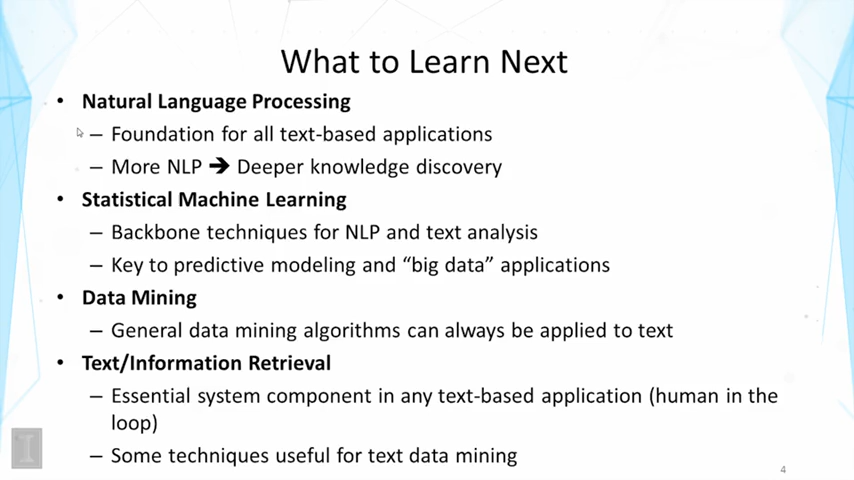 What to Learn Next
• Natural Language Processing
– Foundation for all text-based applications
– More NLP ➔ Deeper knowledge discovery
• Statistical Machine Learning
– Backbone techniques for NLP and text analysis
– Key to predictive modeling and “big data” applications
• Data Mining
– General data mining algorithms can always be applied to text
• Text/Information Retrieval
– Essential system component in any text-based application (human in the
loop)
– Some techniques useful for text data mining
I
4